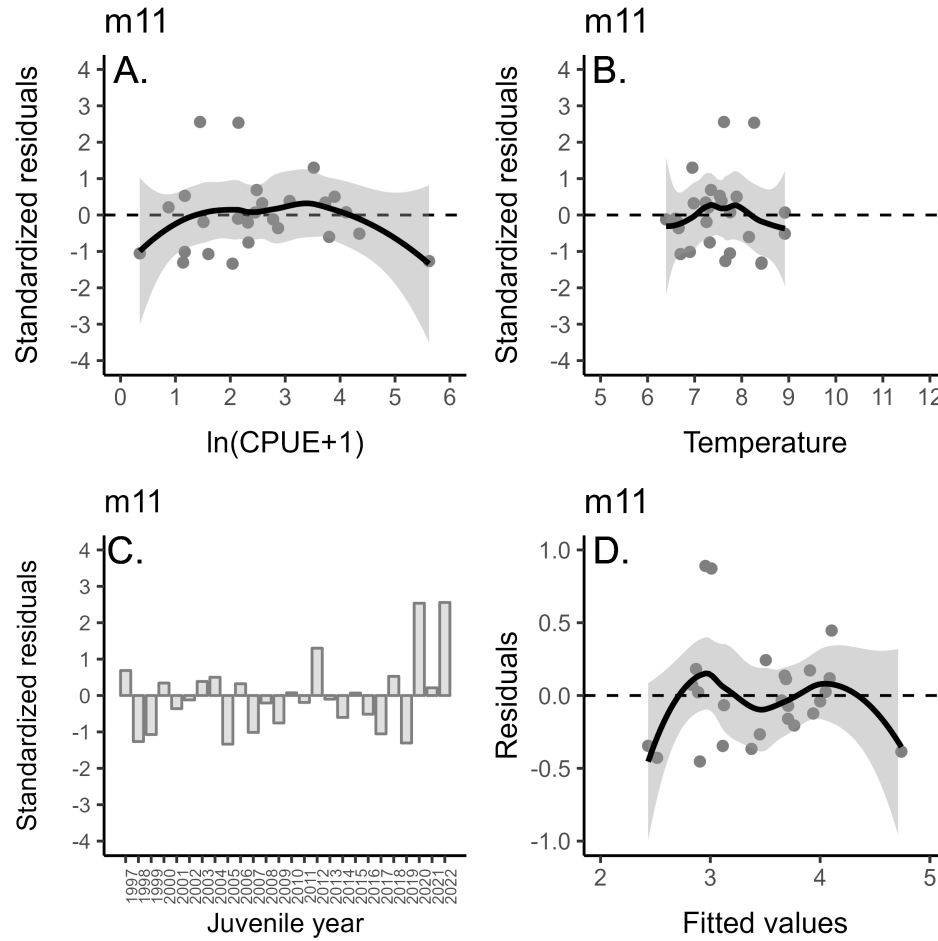 m11
A.
Standardized residuals
4
3
2
1
0
-1
-2
-3
-4
0 1 2 3 4 5 6
ln(CPUE+1)
m11
B.
Standardized residuals
4
3
2
1
0
-1
-2
-3
-4
5 6 7 8 9 10 11 12
Temperature
m11
C.
Standardized residuals
4
3
2
1
0
-1
-2
-3
-4
1997 1998 1999 2000 2001 2002 2003 2004 2005 2006 2007 2008 2009 2010 2011 2012 2013 2014 2015 2016 2017 2018 2019 2020 2021 2022
Juvenile year
m11
D.
Residuals
1.0
0.5
0.0
-0.5
-1.0
2 3 4 5
Fitted values